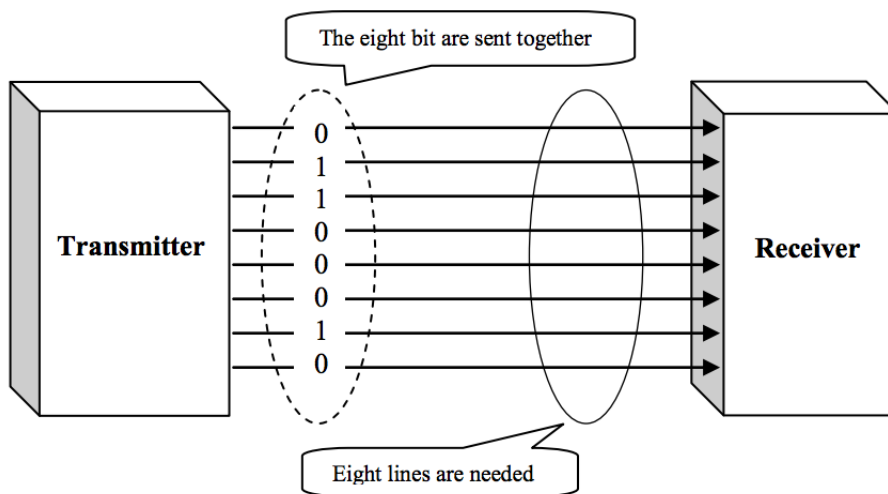 The eight bit are sent together
0
1
1
0
0
0
1
0
Transmitter
Receiver
Eight lines are needed